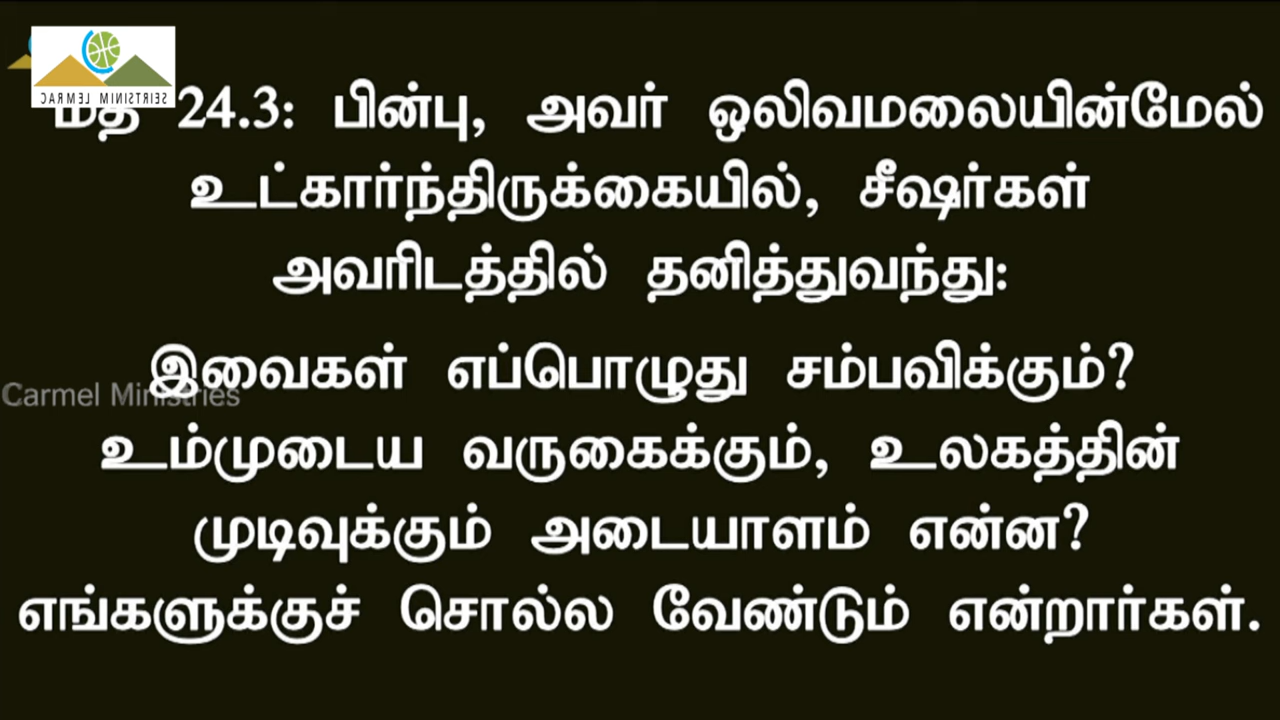 CARMEL MINISTRIES
மத் 24.3: பின்பு, அவர் ஒலிவமலையின்மேல்
உட்கார்ந்திருக்கையில், சீஷர்கள்
அவரிடத்தில் தனித்துவந்து:
இவைகள் எப்பொழுது சம்பவிக்கும்?
Carmel Ministries
உம்முடைய வருகைக்கும், உலகத்தின்
முடிவுக்கும் அடையாளம் என்ன?
எங்களுக்குச் சொல்ல வேண்டும் என்றார்கள்.